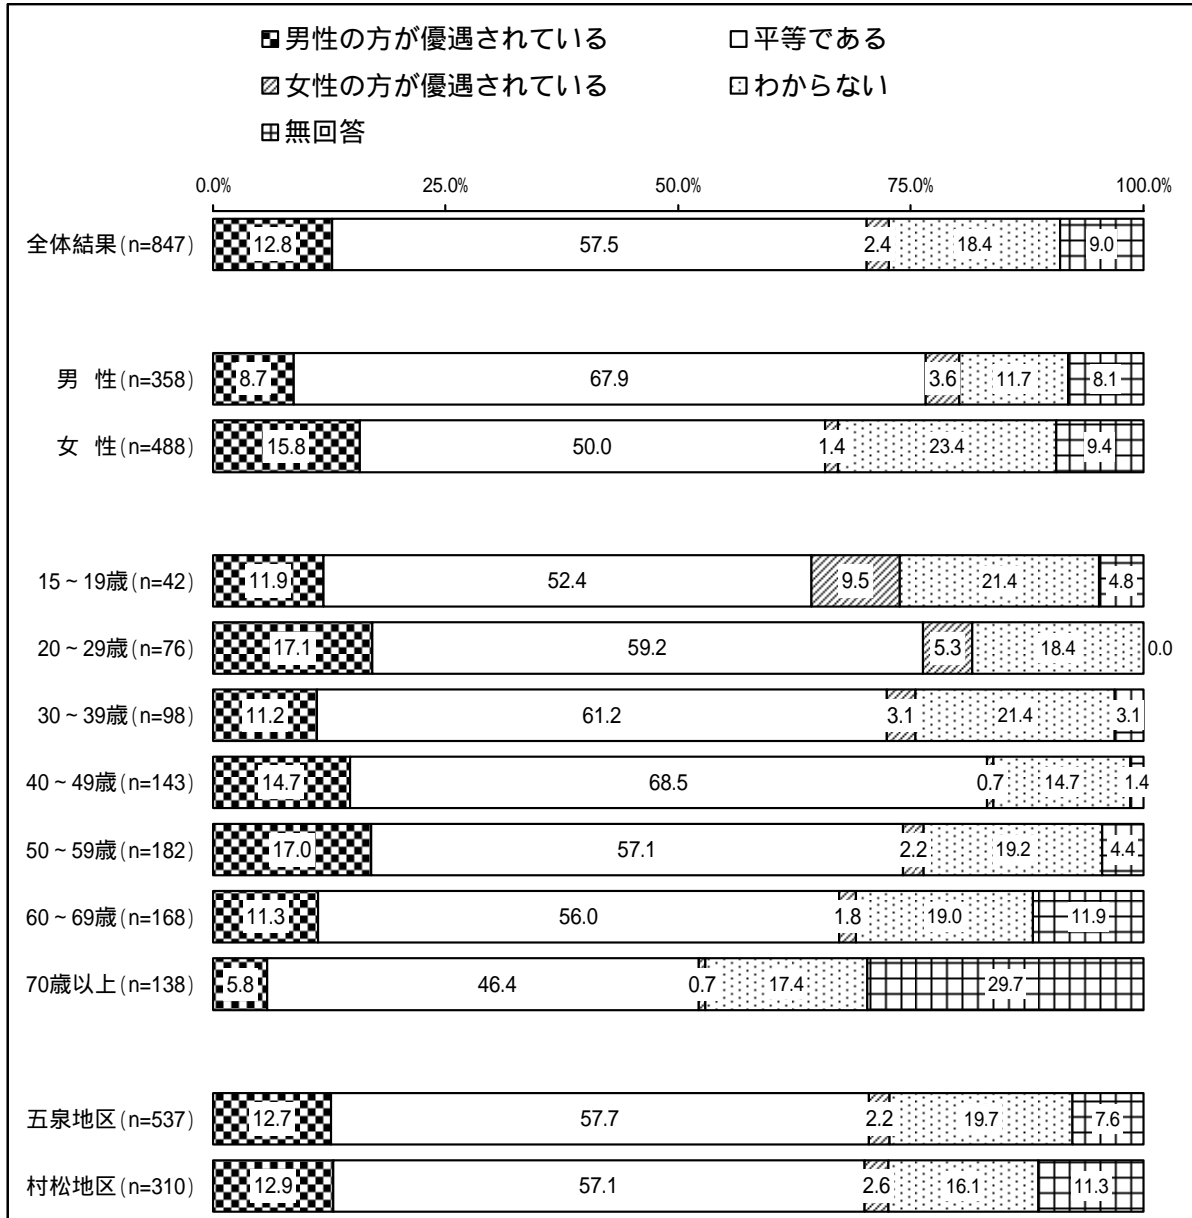 男性の方が優遇されている 平等である
女性の方が優遇されている わからない
無回答
0.0% 25.0% 50.0% 75.0% 100.0%
全体結果(n=847) 12.8 57.5 2.4 18.4 9.0
男 性(n=358) 8.7 67.9 3.6 11.7 8.1
女 性(n=488) 15.8 50.0 1.4 23.4 9.4
15~19歳(n=42) 11.9 52.4 9.5 21.4 4.8
20~29歳(n=76) 17.1 59.2 5.3 18.4 0.0
30~39歳(n=98) 11.2 61.2 3.1 21.4 3.1
40~49歳(n=143) 14.7 68.5 0.7 14.7 1.4
50~59歳(n=182) 17.0 57.1 2.2 19.2 4.4
60~69歳(n=168) 11.3 56.0 1.8 19.0 11.9
70歳以上(n=138) 5.8 46.4 0.7 17.4 29.7
五泉地区(n=537) 12.7 57.7 2.2 19.7 7.6
村松地区(n=310) 12.9 57.1 2.6 16.1 11.3